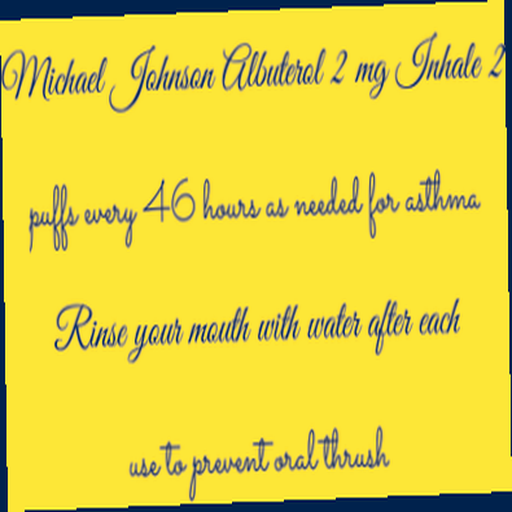 Michael Johnson Albuterol 2 mg Inhale 2
puffs every 46 hours as needed for asthma
Rinse your mouth with water after each
use to prevent oral thrush